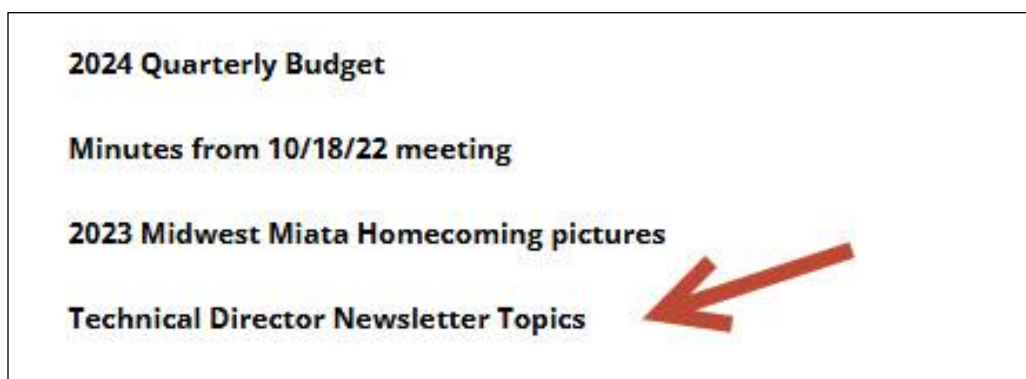 2024 Quarterly Budget
Minutes from 10/18/22 meeting
2023 Midwest Miata Homecoming pictures
Technical Director Newsletter Topics